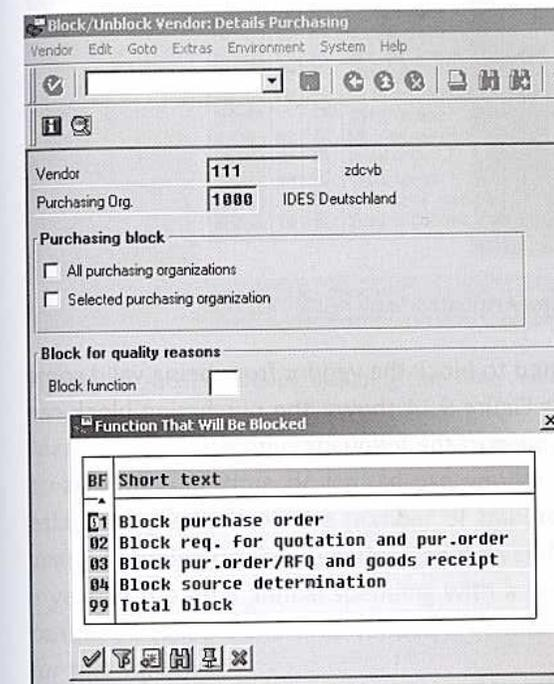 Block/Unblock Vendor: Details Purchasing
Vendor Edit Goto Extras Environment System Help
Vendor 111 zdcvb
Purchasing Org. 1000 IDES Deutschland
Purchasing block
All purchasing organizations
Selected purchasing organization
Block for quality reasons
Block function
Function That Will Be Blocked
BF Short text
01 Block purchase order
02 Block req. for quotation and pur.order
03 Block pur.order/RFQ and goods receipt
04 Block source determination
99 Total block